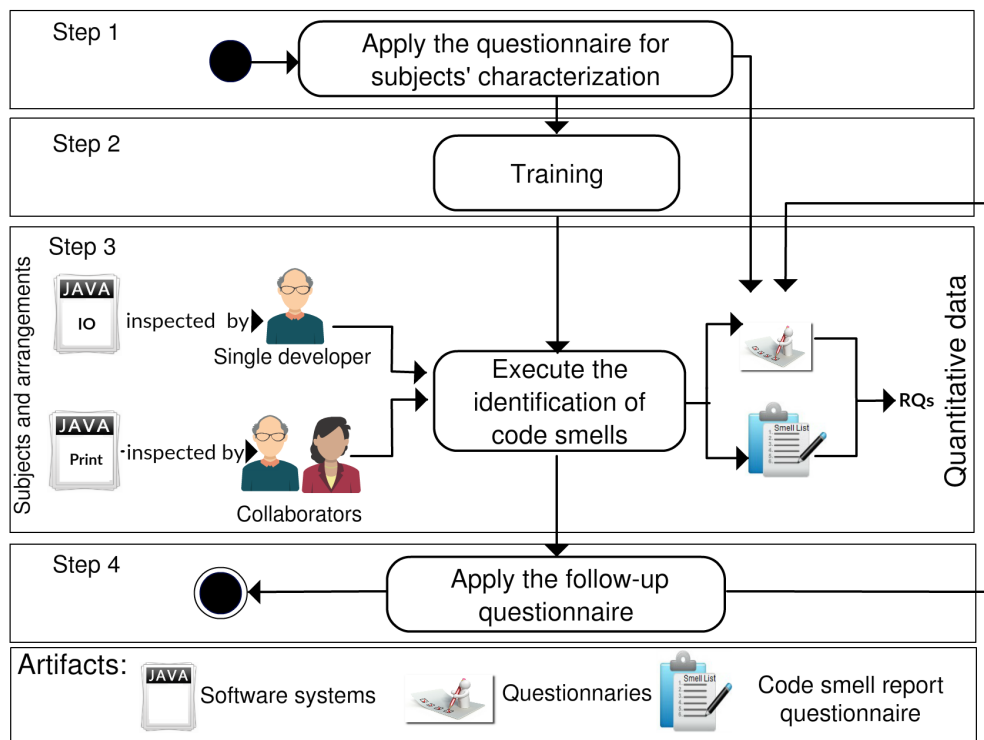 Step 1
Apply the questionnaire for
subjects' characterization
Step 2
Training
Step 3
Subjects and arrangements
JAVA
IO
inspected by
Single developer
JAVA
Print
inspected by
Collaborators
Execute the
identification of
code smells
Smell List
RQs
Quantitative data
Step 4
Apply the follow-up
questionnaire
Artifacts:
JAVA
Software systems
Questionnaries
Smell List
Code smell report
questionnaire